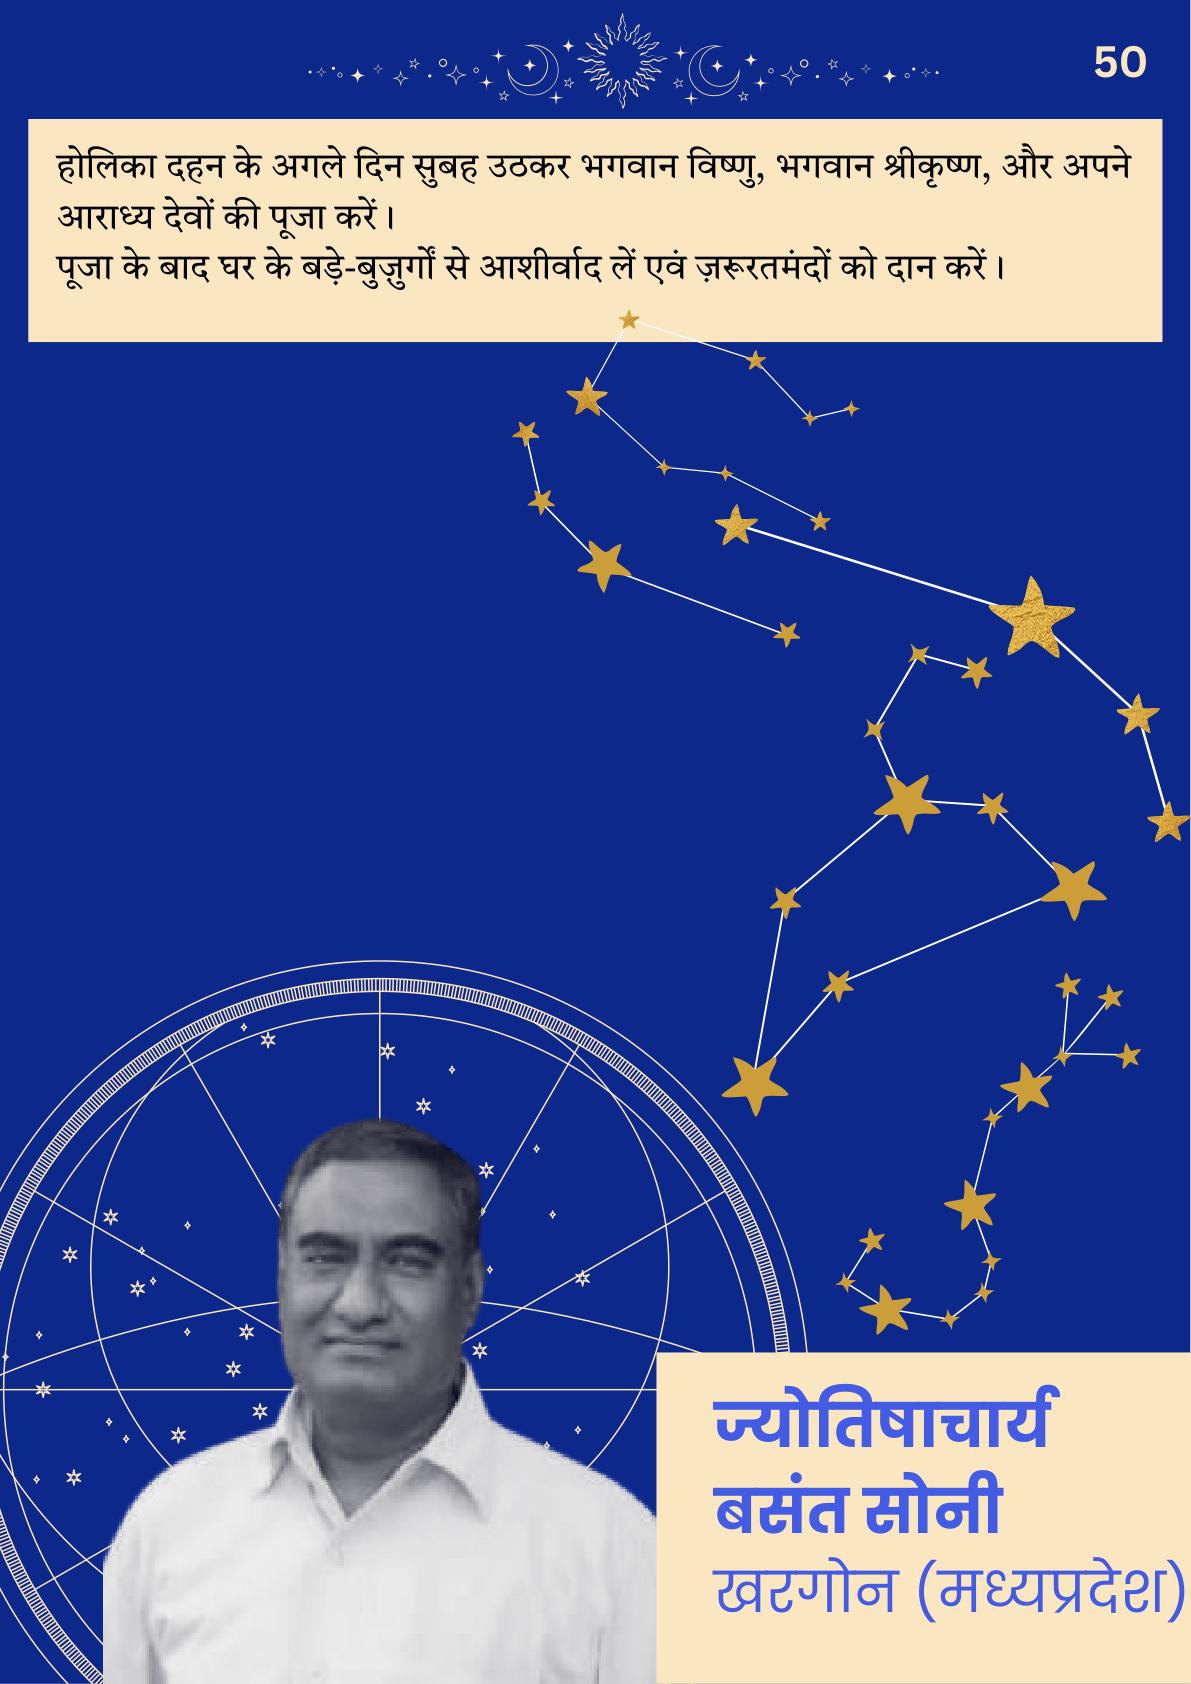 50
होलिका दहन के अगले दिन सुबह उठकर भगवान विष्णु, भगवान श्रीकृष्ण, और अपने
आराध्य देवों की पूजा करें।
पूजा के बाद घर के बड़े-बुज़ुर्गों से आशीर्वाद लें एवं ज़रूरतमंदों को दान करें।
ज्योतिषाचार्य
बसंत सोनी
खरगोन (मध्यप्रदेश)